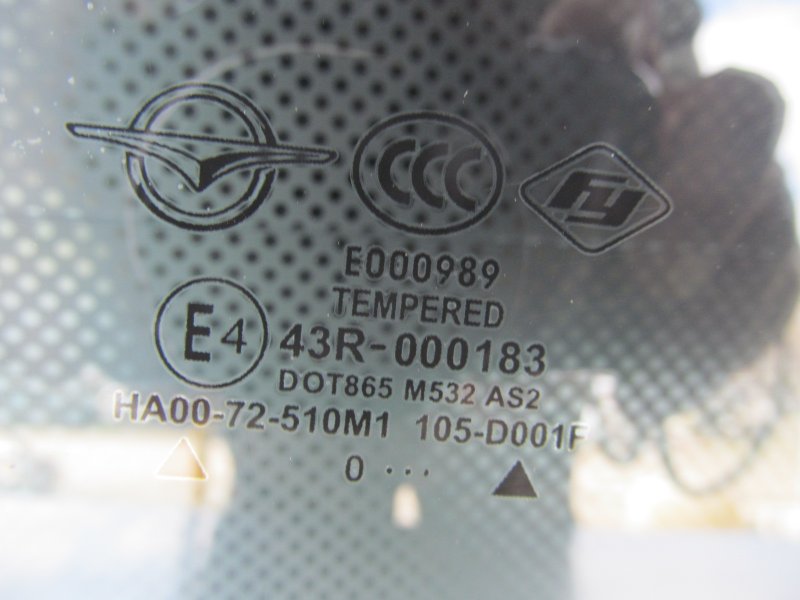 CCC FY
E000989
TEMPERED
E4 43R-000183
DOT865 M532 AS2
HA00-72-510M1 105-D001F
0 ...